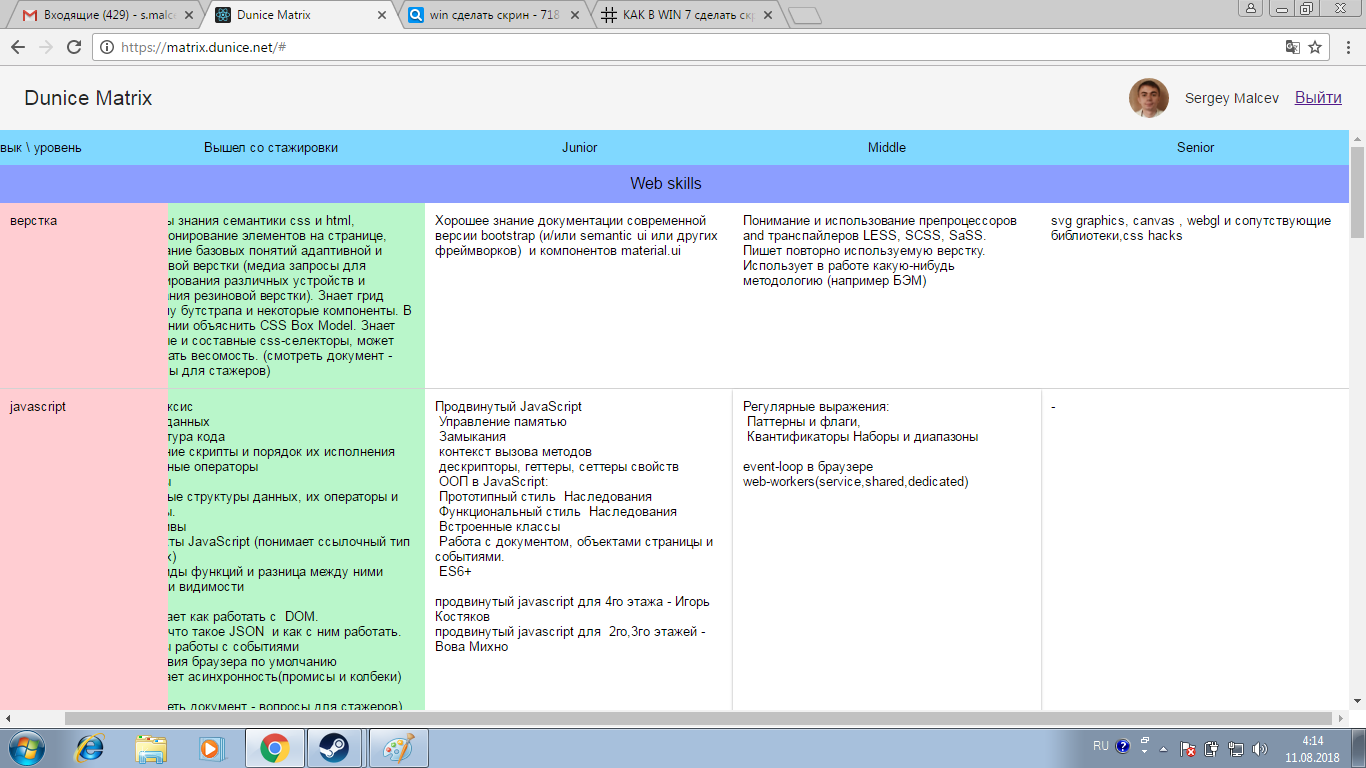 Входящие (429) - s.malce
Dunice Matrix
win сделать скрин - 718
КАК В WIN 7 сделать скр
https://matrix.dunice.net/#
Dunice Matrix
Sergey Malcev
Выйти
вык \ уровень
Вышел со стажировки
Junior
Middle
Senior
Web skills
верстка
ы знания семантики css и html,
онирование элементов на странице,
ание базовых понятий адаптивной и
вой верстки (медиа запросы для
ирования различных устройств и
ния резиновой верстки). Знает грид
у бутстрапа и некоторые компоненты. В
нии объяснить CSS Box Model. Знает
е и составные css-селекторы, может
ать весомость. (смотреть документ -
ы для стажеров)
Хорошее знание документации современной
версии bootstrap (и/или semantic ui или других
фреймворков) и компонентов material.ui
Понимание и использование препроцессоров
and транспайлеров LESS, SCSS, SaSS.
Пишет повторно используемую верстку.
Использует в работе какую-нибудь
методологию (например БЭМ)
svg graphics, canvas , webgl и сопутствующие
библиотеки,css hacks
javascript
ксис
данных
тура кода
ние скрипты и порядок их исполнения
ные операторы
ы
ые структуры данных, их операторы и
ы.
ивы
кты JavaScript (понимает ссылочный тип
х)
иды функций и разница между ними
и видимости
ает как работать с DOM.
что такое JSON и как с ним работать.
ы работы с событиями
вия браузера по умолчанию
ает асинхронность(промисы и колбеки)
еть документ - вопросы для стажеров)
Продвинутый JavaScript
Управление памятью
Замыкания
контекст вызова методов
дескрипторы, геттеры, сеттеры свойств
ООП в JavaScript:
Прототипный стиль Наследования
Функциональный стиль Наследования
Встроенные классы
Работа с документом, объектами страницы и
событиями.
ES6+
продвинутый javascript для 4го этажа - Игорь
Костяков
продвинутый javascript для 2го,3го этажей -
Вова Михно
Регулярные выражения:
Паттерны и флаги,
Квантификаторы Наборы и диапазоны
event-loop в браузере
web-workers(service,shared,dedicated)
-
RU
4:14
11.08.2018